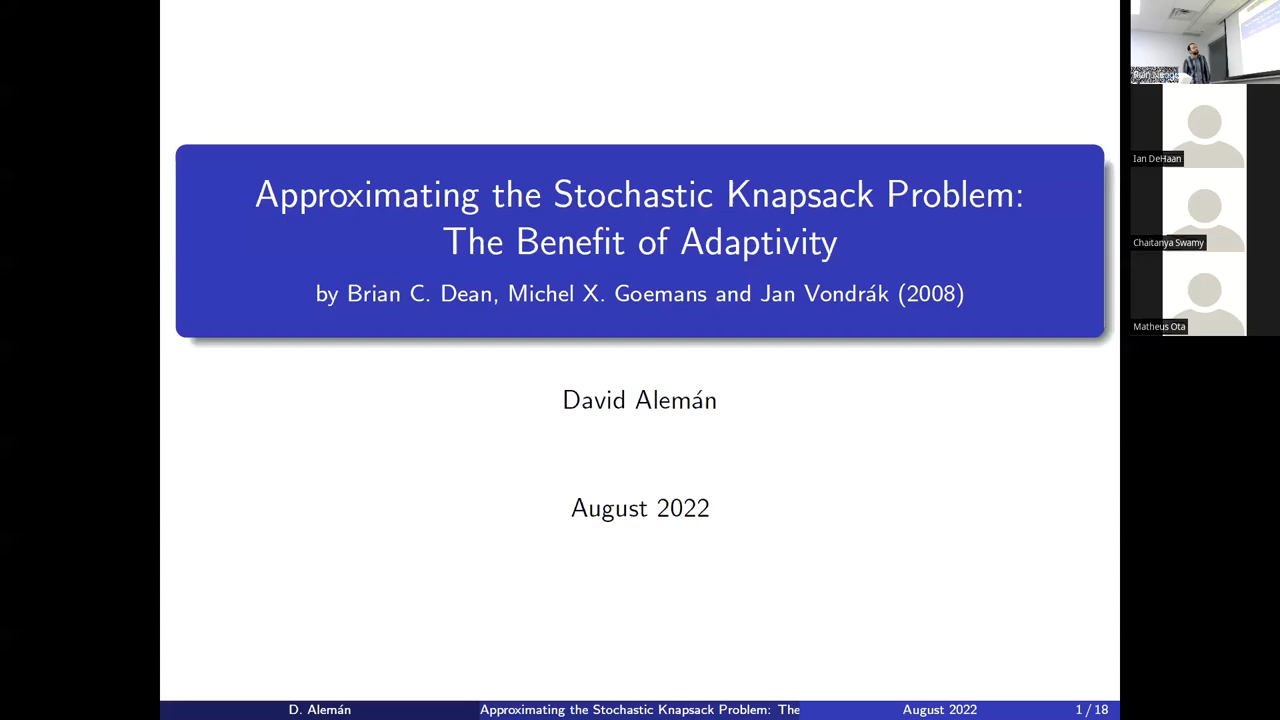 Approximating the Stochastic Knapsack Problem:
The Benefit of Adaptivity
by Brian C. Dean, Michel X. Goemans and Jan Vondrák (2008)
David Alemán
August 2022
D. Alemán
Approximating the Stochastic Knapsack Problem: The
August 2022
1 / 18
Ian DeHaan
Chaitanya Swamy
Matheus Ota